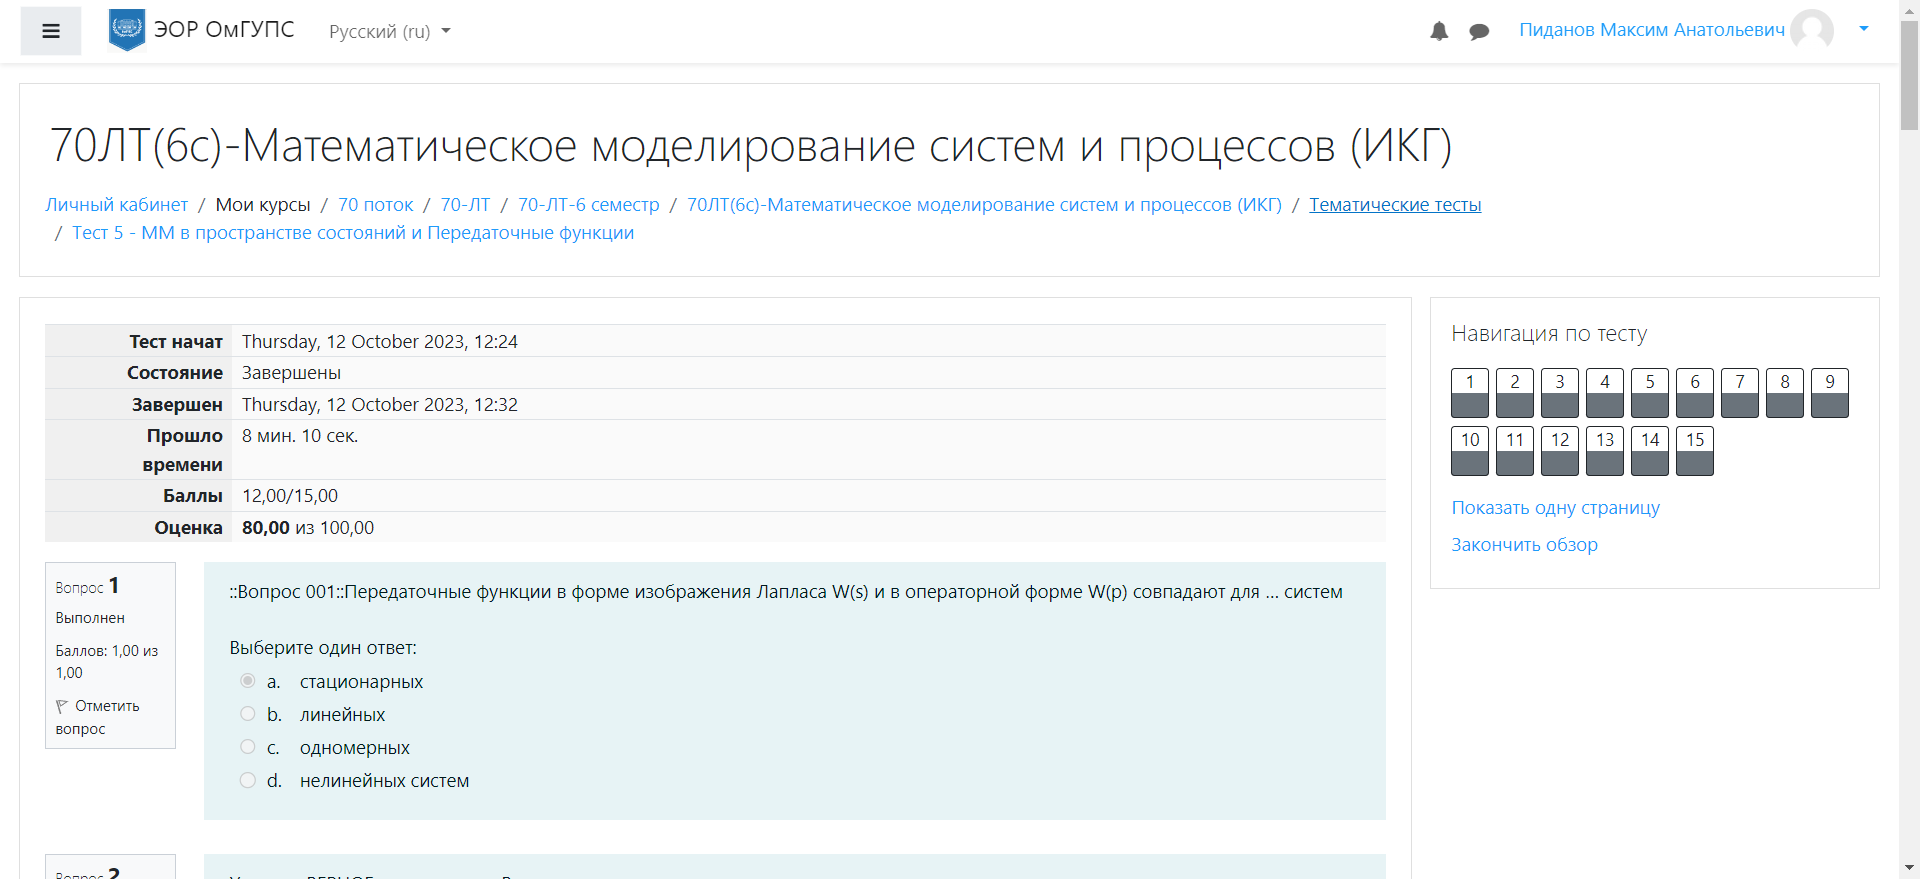 ЭОР ОмГУПС
Русский (ru)
Пиданов Максим Анатольевич
70ЛТ(6с)-Математическое моделирование систем и процессов (ИКГ)
Личный кабинет / Мои курсы / 70 поток / 70-ЛТ / 70-ЛТ-6 семестр / 70ЛТ(6с)-Математическое моделирование систем и процессов (ИКГ) / Тематические тесты
/ Тест 5 - ММ в пространстве состояний и Передаточные функции
Тест начат Thursday, 12 October 2023, 12:24
Состояние Завершены
Завершен Thursday, 12 October 2023, 12:32
Прошло 8 мин. 10 сек.
времени
Баллы 12,00/15,00
Оценка 80,00 из 100,00
Навигация по тесту
1 2 3 4 5 6 7 8 9
10 11 12 13 14 15
Показать одну страницу
Закончить обзор
Вопрос 1
Выполнен
Баллов: 1,00 из
1,00
Отметить
вопрос
::Вопрос 001::Передаточные функции в форме изображения Лапласа W(s) и в операторной форме W(p) совпадают для ... систем
Выберите один ответ:
a. стационарных
b. линейных
c. одномерных
d. нелинейных систем
Вопрос 2